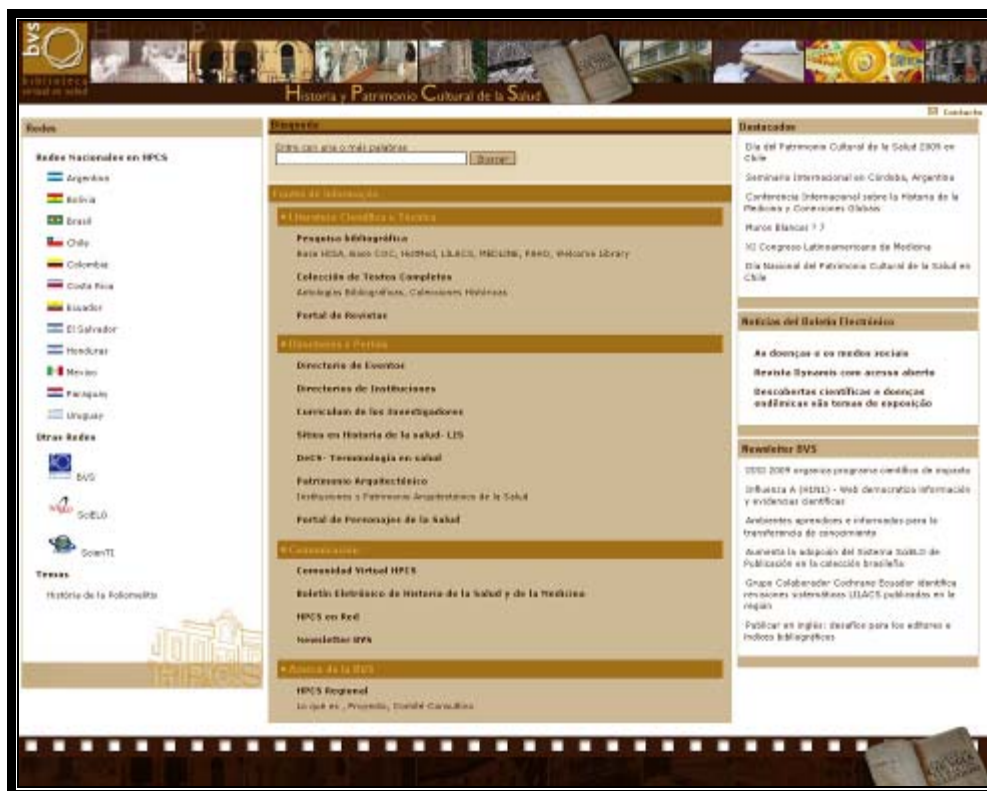 bvs
biblioteca
virtual en salud
Historia y Patrimonio Cultural de la Salud
Contacto
Redes
Redes Nacionales en HPCS
Argentina
Bolivia
Brasil
Chile
Colombia
Costa Rica
Ecuador
El Salvador
Honduras
Mexico
Paraguay
Uruguay
Otras Redes
BVS
SciELO
ScienTI
Temas
História de la Poliomelitis
HPCS
Búsqueda
Entre con una o más palabras
Buscar
Fuente de Informação
Literatura Científica y Técnica
Pesquisa bibliográfica
Base HISA, Base COC, HistMed, LILACS, MEDLINE, PAHO, Welcome Library
Colección de Textos Completos
Antologias Bibliográficas, Colecciones Históricas
Portal de Revistas
Directorios y Portais
Directorio de Eventos
Directorios de Instituciones
Curriculum de los Investigadores
Sitios en Historia de la salud- LIS
DeCS- Terminología en salud
Patrimonio Arquitectónico
Instituciones y Patrimonio Arquitectónico de la Salud
Portal de Personajes de la Salud
Comunicación
Comunidad Virtual HPCS
Boletín Eletrónico de Historia de la Salud y de la Medicina
HPCS en Red
Newsletter BVS
Acerca de la BVS
HPCS Regional
Lo qué es , Proyecto, Comité Consultivo
Destacados
Día del Patrimonio Cultural de la Salud 2009 en
Chile
Seminario Internacional en Córdoba, Argentina
Conferencia Internacional sobre la Historia de la
Medicina y Conexiones Globais
Muros Blancos ? ?
XI Congreso Latinoamericano de Medicina
Día Nacional del Patrimonio Cultural de la Salud en
Chile
Noticias del Boletín Electrónico
As doenças e os medos sociais
Revista Dynamis com acesso aberto
Descobertas científicas e doenças
endêmicas são temas de exposição
Newsletter BVS
ISSI 2009 organiza programa científico de impacto
Influenza A (H1N1) - Web democratiza información
y evidencias científicas
Ambientes aprendices e informados para la
transferencia de conocimiento
Aumenta la adopción del Sistema SciELO de
Publicación en la colección brasileña
Grupo Colaborador Cochrane Ecuador identifica
revisiones sistemáticas LILACS publicadas en la
región
Publicar en inglés: desafíos para los editores e
índices bibliográficos